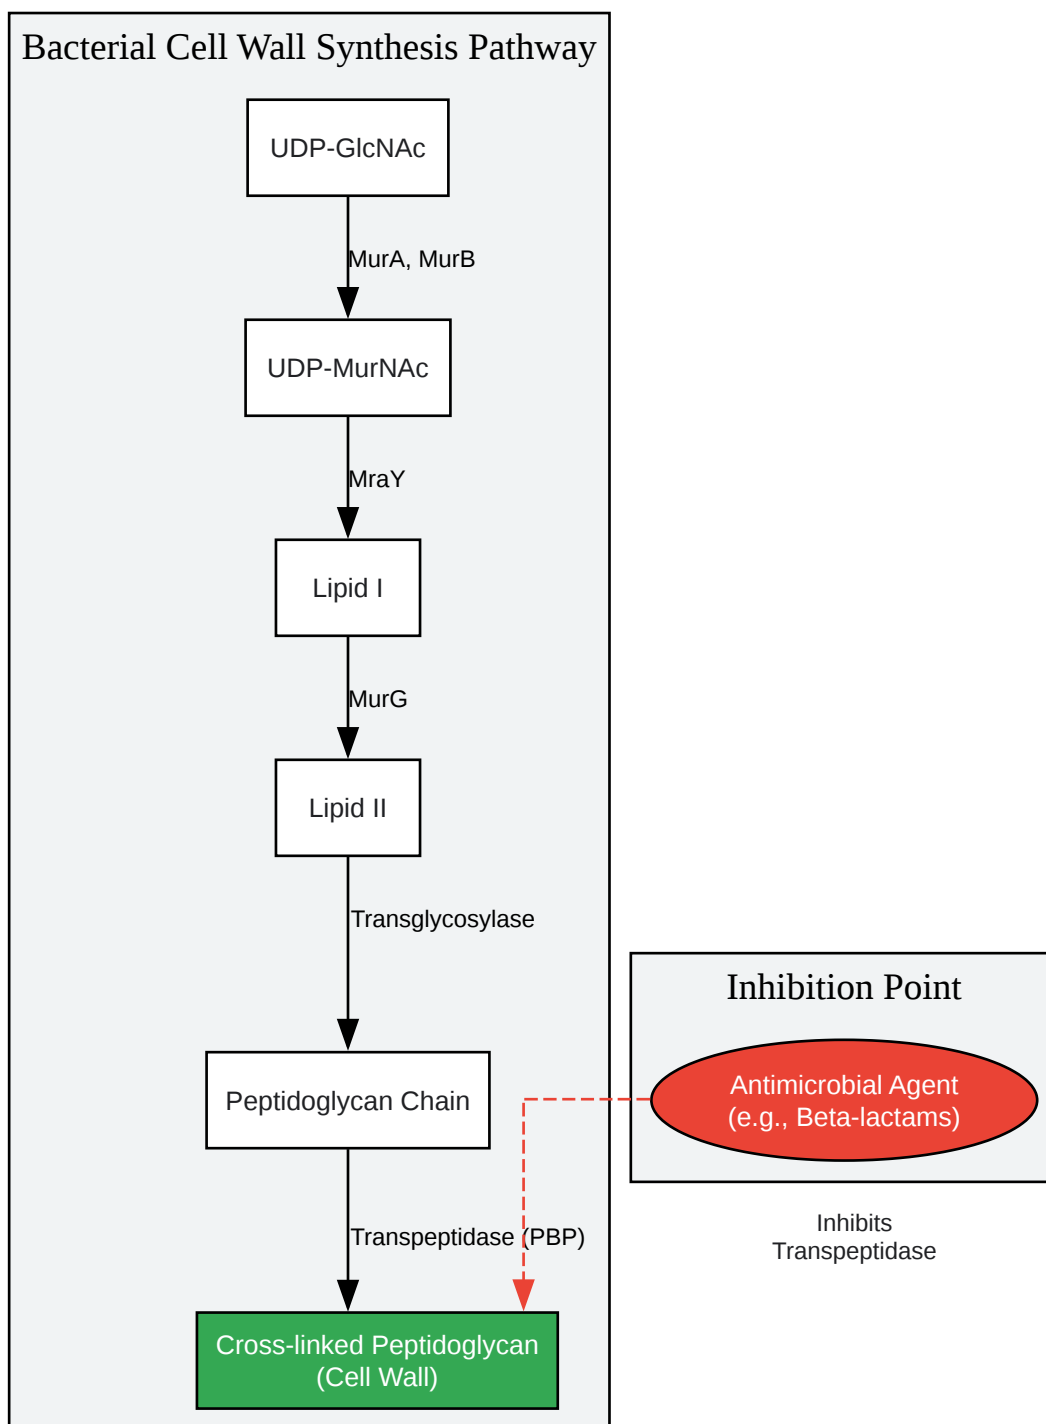 Bacterial Cell Wall Synthesis Pathway
UDP-GlcNAc
MurA, MurB
UDP-MurNAc
MraY
Lipid I
MurG
Lipid II
Transglycosylase
Peptidoglycan Chain
Transpeptidase (PBP)
Cross-linked Peptidoglycan
(Cell Wall)
Inhibition Point
Antimicrobial Agent
(e.g., Beta-lactams)
Inhibits
Transpeptidase